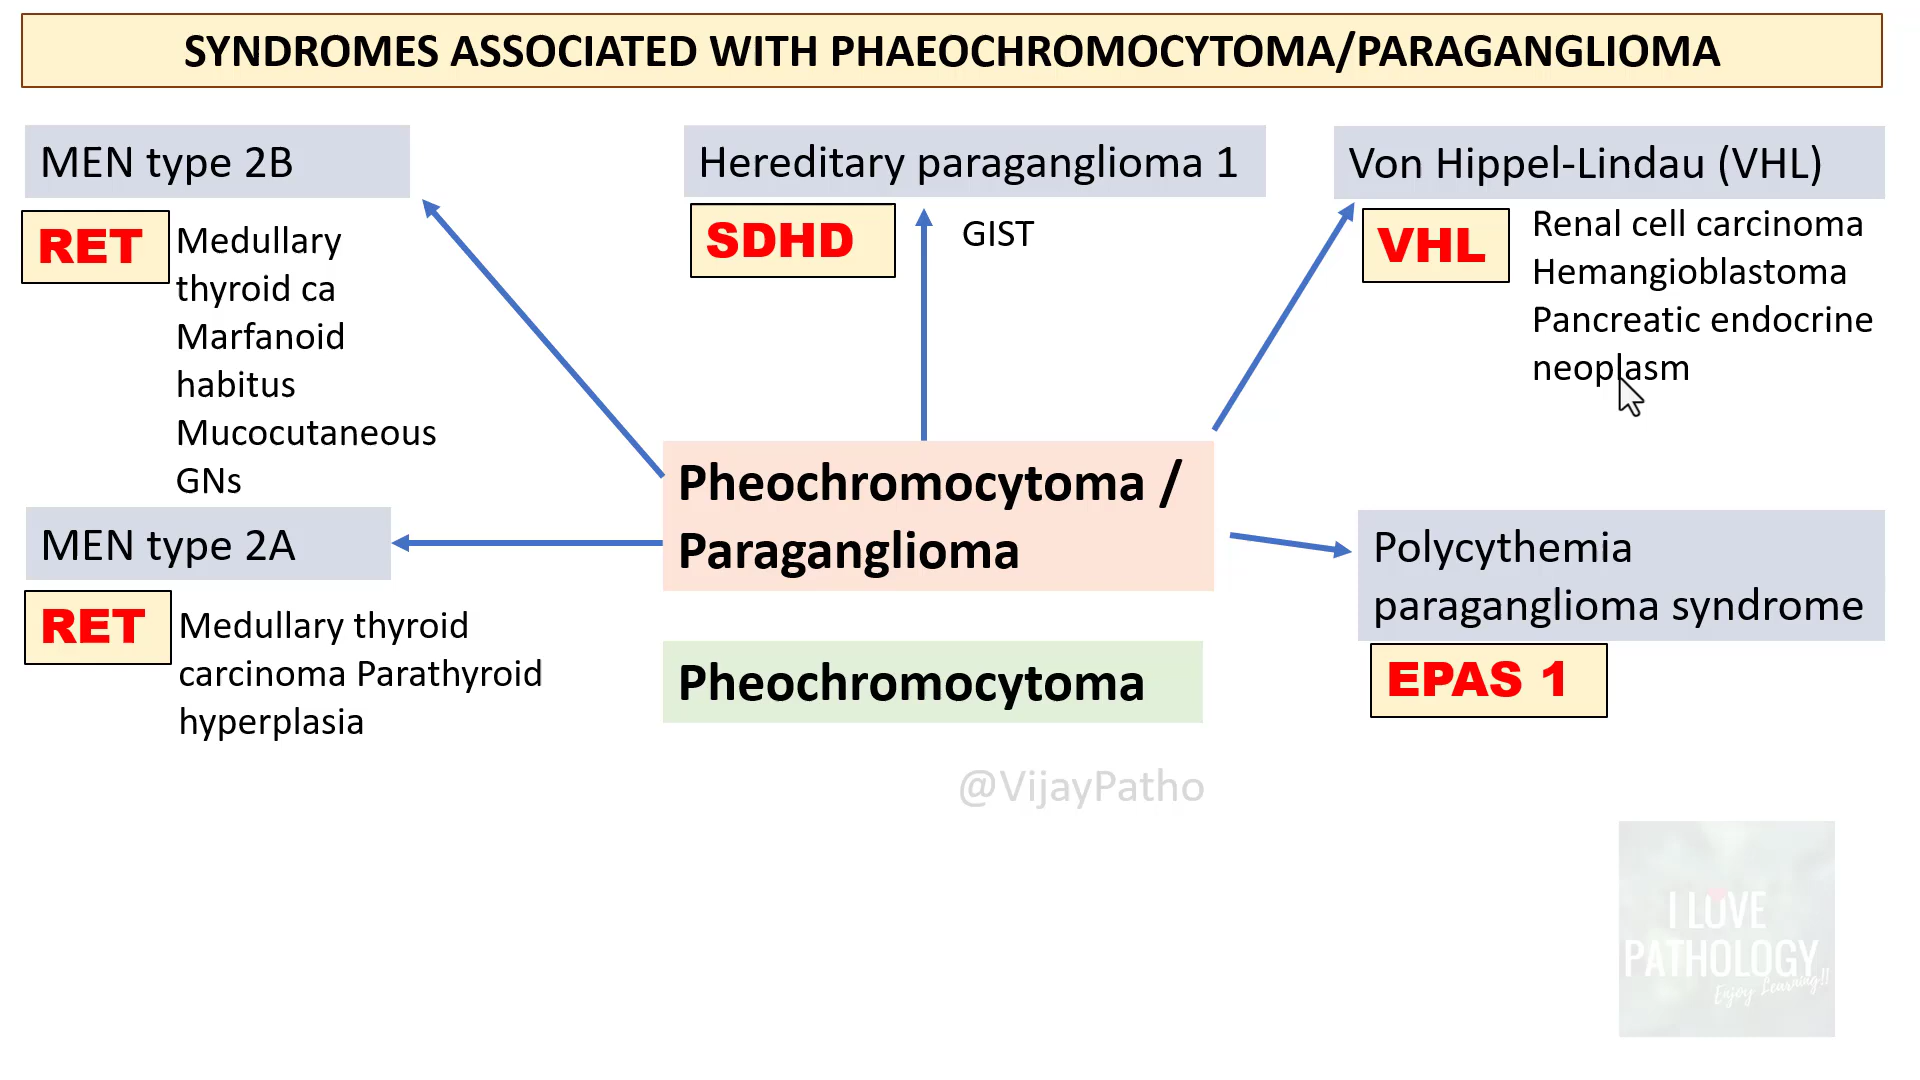 SYNDROMES ASSOCIATED WITH PHAEOCHROMOCYTOMA/PARAGANGLIOMA
MEN type 2B
RET
Medullary
thyroid ca
Marfanoid
habitus
Mucocutaneous
GNs
Hereditary paraganglioma 1
SDHD
GIST
Von Hippel-Lindau (VHL)
VHL
Renal cell carcinoma
Hemangioblastoma
Pancreatic endocrine
neoplasm
Pheochromocytoma /
Paraganglioma
MEN type 2A
RET
Medullary thyroid
carcinoma Parathyroid
hyperplasia
Polycythemia
paraganglioma syndrome
EPAS 1
Pheochromocytoma
@VijayPatho
I LOVE
PATHOLOGY
Enjoy Learning!!